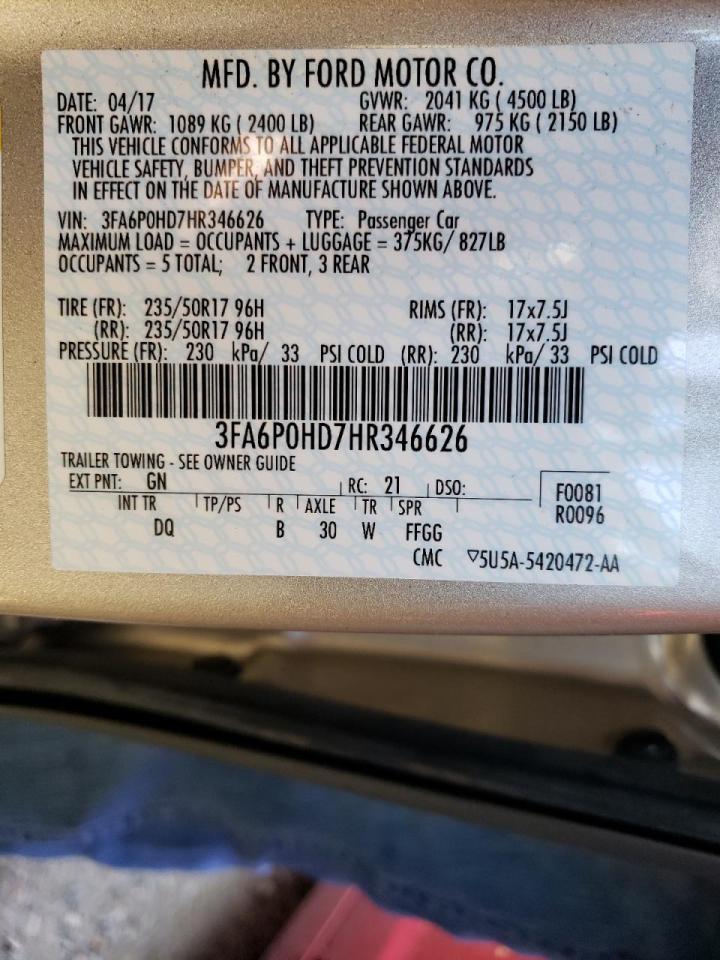 MFD. BY FORD MOTOR CO.
DATE: 04/17 GVWR: 2041 KG ( 4500 LB)
FRONT GAWR: 1089 KG ( 2400 LB) REAR GAWR: 975 KG ( 2150 LB)
THIS VEHICLE CONFORMS TO ALL APPLICABLE FEDERAL MOTOR
VEHICLE SAFETY, BUMPER, AND THEFT PREVENTION STANDARDS
IN EFFECT ON THE DATE OF MANUFACTURE SHOWN ABOVE.
VIN: 3FA6P0HD7HR346626 TYPE: Passenger Car
MAXIMUM LOAD = OCCUPANTS + LUGGAGE = 375KG/ 827LB
OCCUPANTS = 5 TOTAL; 2 FRONT, 3 REAR
TIRE (FR): 235/50R17 96H RIMS (FR): 17x7.5J
(RR): 235/50R17 96H (RR): 17x7.5J
PRESSURE (FR): 230 kPa/ 33 PSI COLD (RR): 230 kPa/ 33 PSI COLD
3FA6P0HD7HR346626
TRAILER TOWING - SEE OWNER GUIDE
EXT PNT: GN RC: 21 DSO: F0081
INT TR TP/PS R AXLE TR SPR R0096
DQ B 30 W FFGG
CMC ▽5U5A-5420472-AA